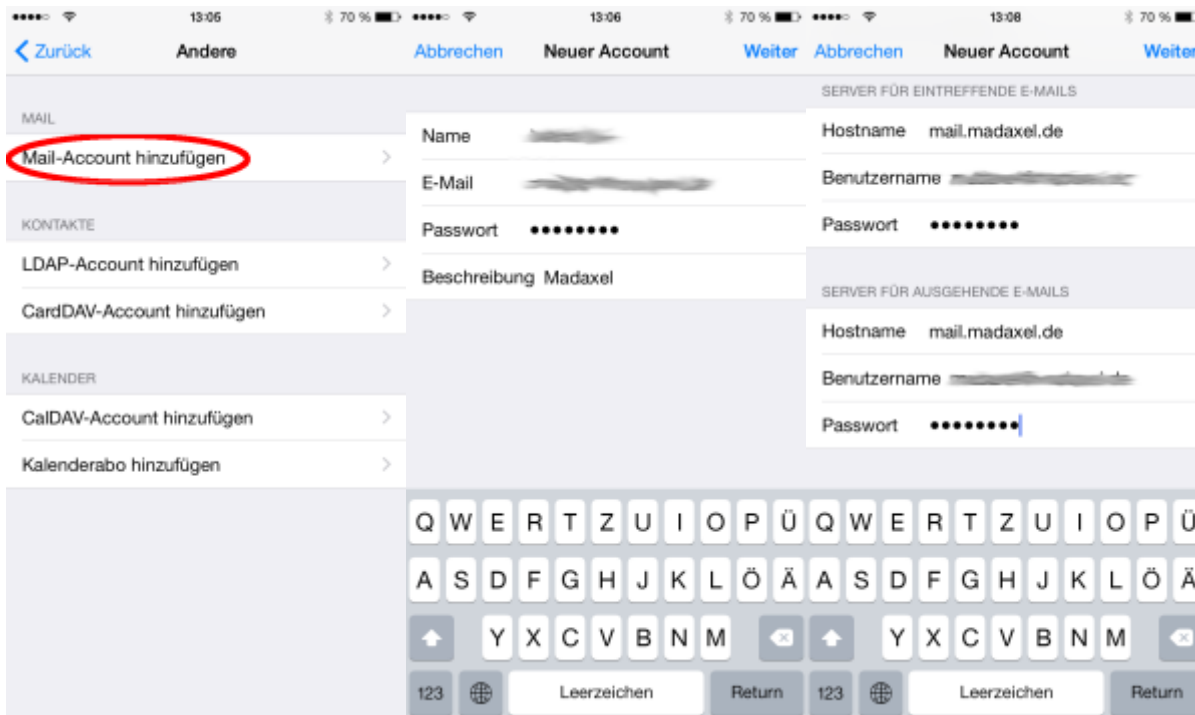 13:05
70 %
Zurück
Andere
MAIL
Mail-Account hinzufügen
KONTAKTE
LDAP-Account hinzufügen
CardDAV-Account hinzufügen
KALENDER
CalDAV-Account hinzufügen
Kalenderabo hinzufügen
13:06
70 %
Abbrechen
Neuer Account
Weiter
Name
E-Mail
Passwort
Beschreibung Madaxel
Q W E R T Z U I O P Ü
A S D F G H J K L Ö Ä
Y X C V B N M
123
Leerzeichen
Return
13:08
70 %
Abbrechen
Neuer Account
Weiter
SERVER FÜR EINTREFFENDE E-MAILS
Hostname mail.madaxel.de
Benutzername
Passwort
SERVER FÜR AUSGEHENDE E-MAILS
Hostname mail.madaxel.de
Benutzername
Passwort
Q W E R T Z U I O P Ü
A S D F G H J K L Ö Ä
Y X C V B N M
123
Leerzeichen
Return